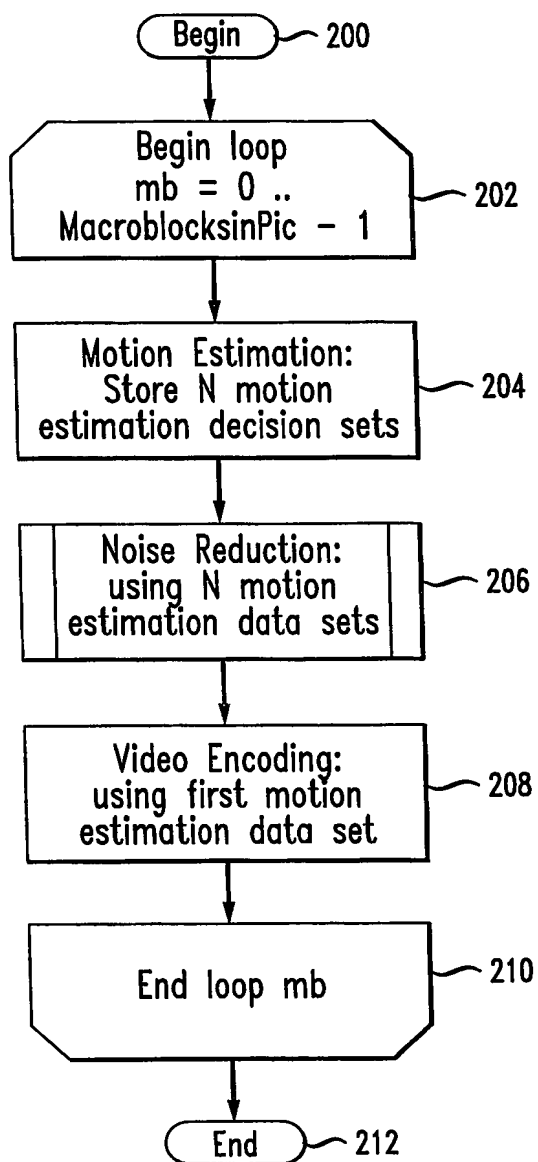 Begin 200
Begin loop
mb = 0 ..
MacroblocksinPic - 1
202
Motion Estimation:
Store N motion
estimation decision sets
204
Noise Reduction:
using N motion
estimation data sets
206
Video Encoding:
using first motion
estimation data set
208
End loop mb 210
End 212